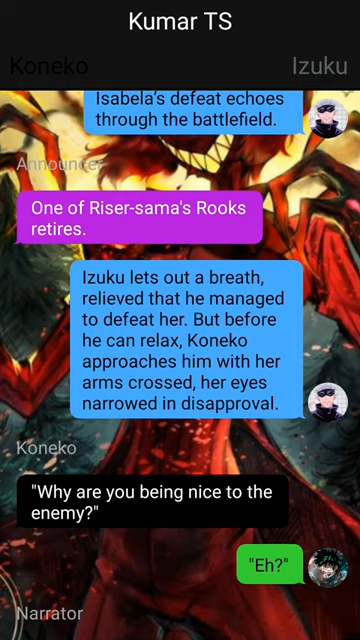 Kumar TS
Koneko
Izuku
Isabela's defeat echoes
through the battlefield.
Announcer
One of Riser-sama's Rooks
retires.
Izuku lets out a breath,
relieved that he managed
to defeat her. But before
he can relax, Koneko
approaches him with her
arms crossed, her eyes
narrowed in disapproval.
Koneko
"Why are you being nice to the
enemy?"
"Eh?"
Narrator